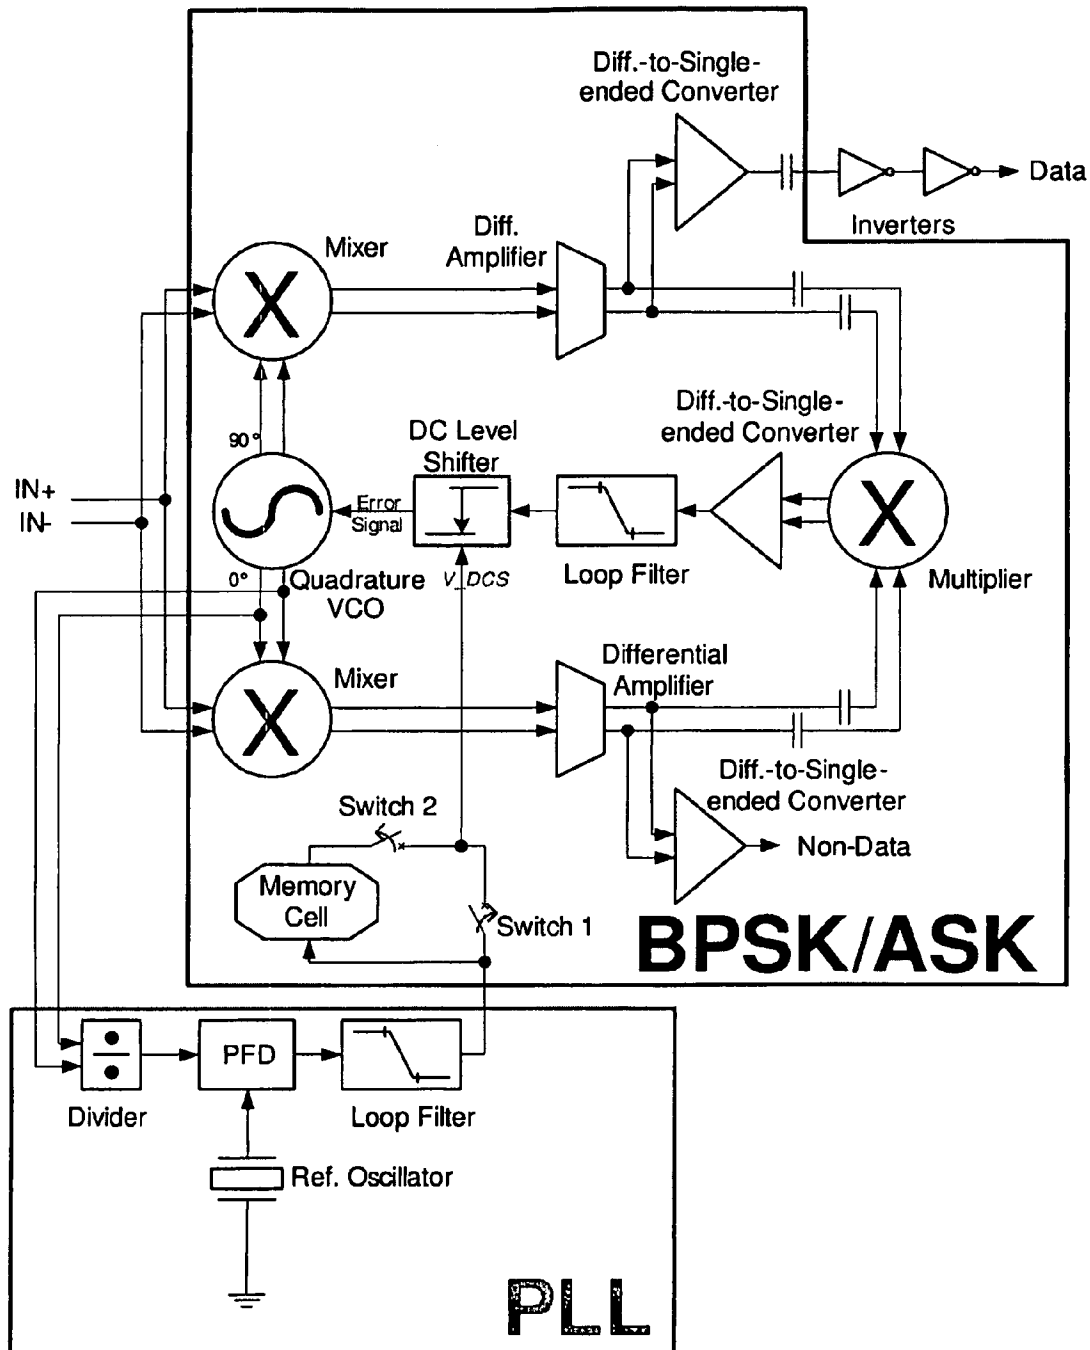 Diff.-to-Single-
ended Converter
Data
Inverters
Mixer
Diff.
Amplifier
X
Diff.-to-Single-
ended Converter
90°
DC Level
Shifter
IN+
IN-
Error
Signal
X
0°
Quadrature
VCO
V_DCS
Loop Filter
Multiplier
Mixer
Differential
Amplifier
X
Diff.-to-Single-
ended Converter
Switch 2
Non-Data
Memory
Cell
Switch 1
BPSK/ASK
PFD
Divider
Loop Filter
Ref. Oscillator
PLL